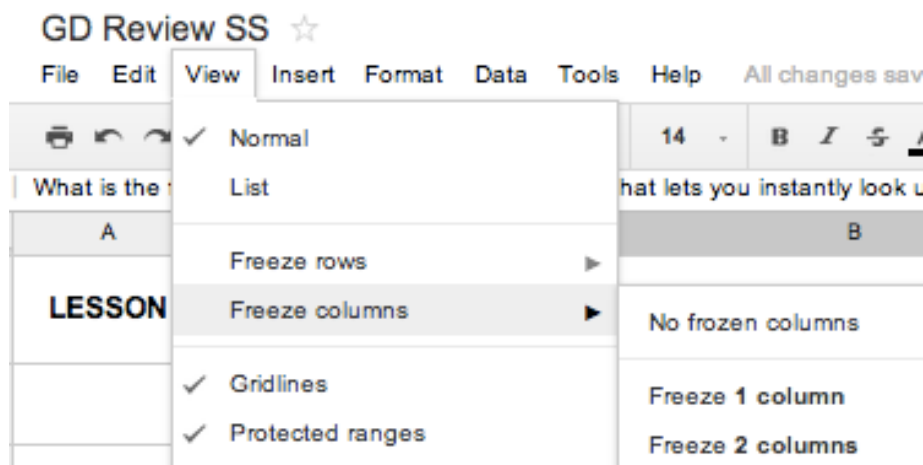 GD Review SS
File Edit View Insert Format Data Tools Help All changes sav
14 B I S A
Normal
List
What is the hat lets you instantly look u
A B
Freeze rows
LESSON
Freeze columns
No frozen columns
Gridlines
Freeze 1 column
Protected ranges
Freeze 2 columns